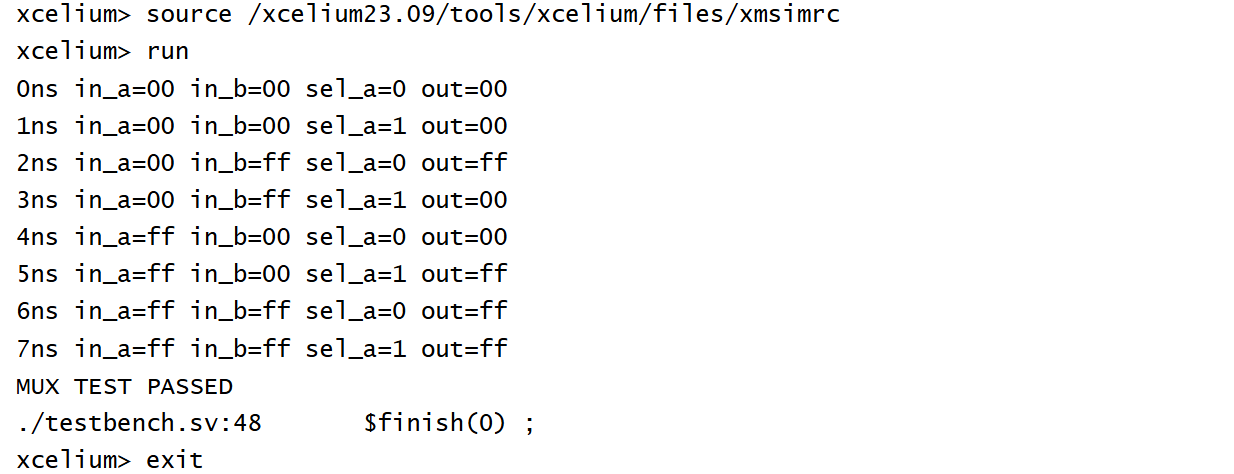 xcelium> source /xcelium23.09/tools/xcelium/files/xmsimrc
xcelium> run
0ns in_a=00 in_b=00 sel_a=0 out=00
1ns in_a=00 in_b=00 sel_a=1 out=00
2ns in_a=00 in_b=ff sel_a=0 out=ff
3ns in_a=00 in_b=ff sel_a=1 out=00
4ns in_a=ff in_b=00 sel_a=0 out=00
5ns in_a=ff in_b=00 sel_a=1 out=ff
6ns in_a=ff in_b=ff sel_a=0 out=ff
7ns in_a=ff in_b=ff sel_a=1 out=ff
MUX TEST PASSED
./testbench.sv:48       $finish(0) ;
xcelium> exit